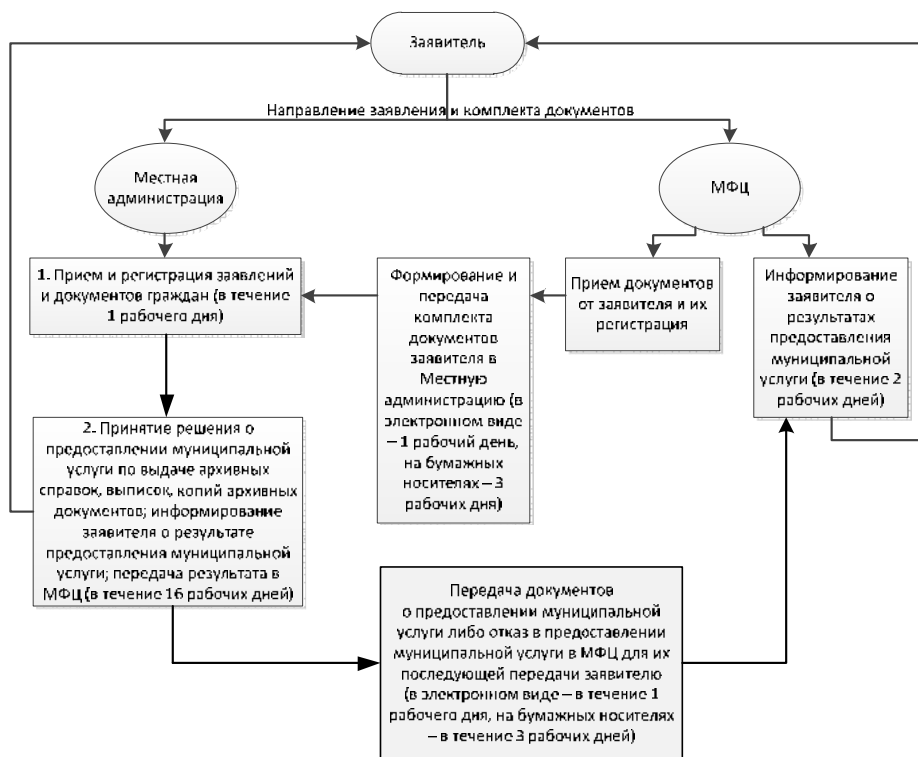 Заявитель
Направление заявления и комплекта документов
Местная
администрация
МФЦ
1. Прием и регистрация заявлений
и документов граждан (в течение
1 рабочего дня)
Формирование и
передача
комплекта
документов
заявителя в
Местную
администрацию (в
электронном виде
– 1 рабочий день,
на бумажных
носителях – 3
рабочих дня)
Прием документов
от заявителя и их
регистрация
Информирование
заявителя о
результатах
предоставления
муниципальной
услуги (в течение 2
рабочих дней)
2. Принятие решения о
предоставлении муниципальной
услуги по выдаче архивных
справок, выписок, копий архивных
документов; информирование
заявителя о результате
предоставления муниципальной
услуги; передача результата в
МФЦ (в течение 16 рабочих дней)
Передача документов
о предоставлении муниципальной
услуги либо отказ в предоставлении
муниципальной услуги в МФЦ для их
последующей передачи заявителю
(в электронном виде – в течение 1
рабочего дня, на бумажных носителях
– в течение 3 рабочих дней)